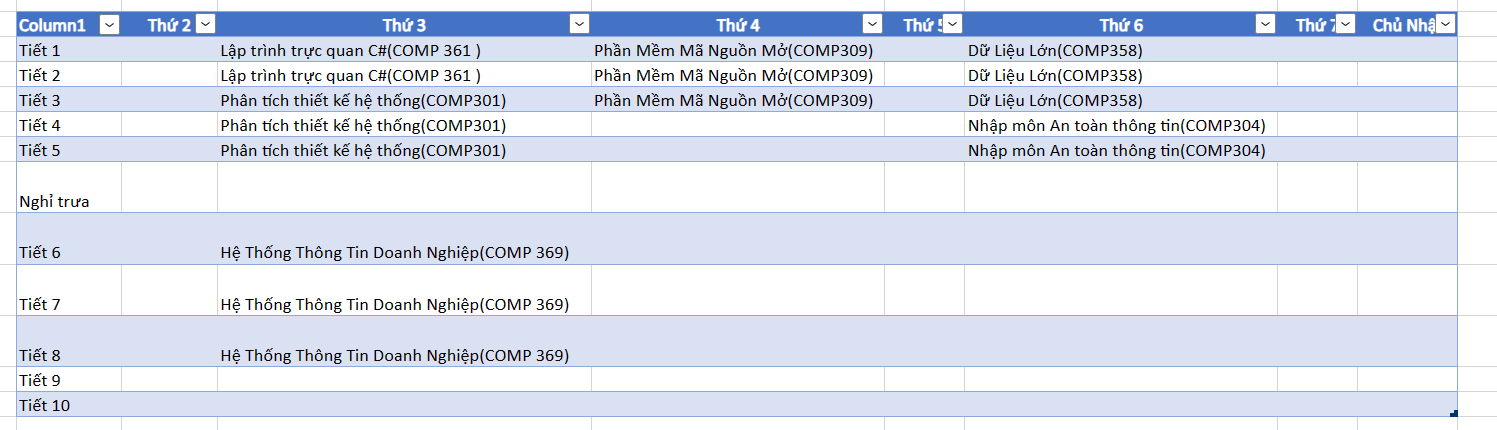 Column1 Thứ 2 Thứ 3 Thứ 4 Thứ 5 Thứ 6 Thứ 7 Chủ Nhậ
Tiết 1 Lập trình trực quan C#(COMP 361 ) Phần Mềm Mã Nguồn Mở(COMP309) Dữ Liệu Lớn(COMP358)
Tiết 2 Lập trình trực quan C#(COMP 361 ) Phần Mềm Mã Nguồn Mở(COMP309) Dữ Liệu Lớn(COMP358)
Tiết 3 Phân tích thiết kế hệ thống(COMP301) Phần Mềm Mã Nguồn Mở(COMP309) Dữ Liệu Lớn(COMP358)
Tiết 4 Phân tích thiết kế hệ thống(COMP301) Nhập môn An toàn thông tin(COMP304)
Tiết 5 Phân tích thiết kế hệ thống(COMP301) Nhập môn An toàn thông tin(COMP304)
Nghỉ trưa
Tiết 6 Hệ Thống Thông Tin Doanh Nghiệp(COMP 369)
Tiết 7 Hệ Thống Thông Tin Doanh Nghiệp(COMP 369)
Tiết 8 Hệ Thống Thông Tin Doanh Nghiệp(COMP 369)
Tiết 9
Tiết 10